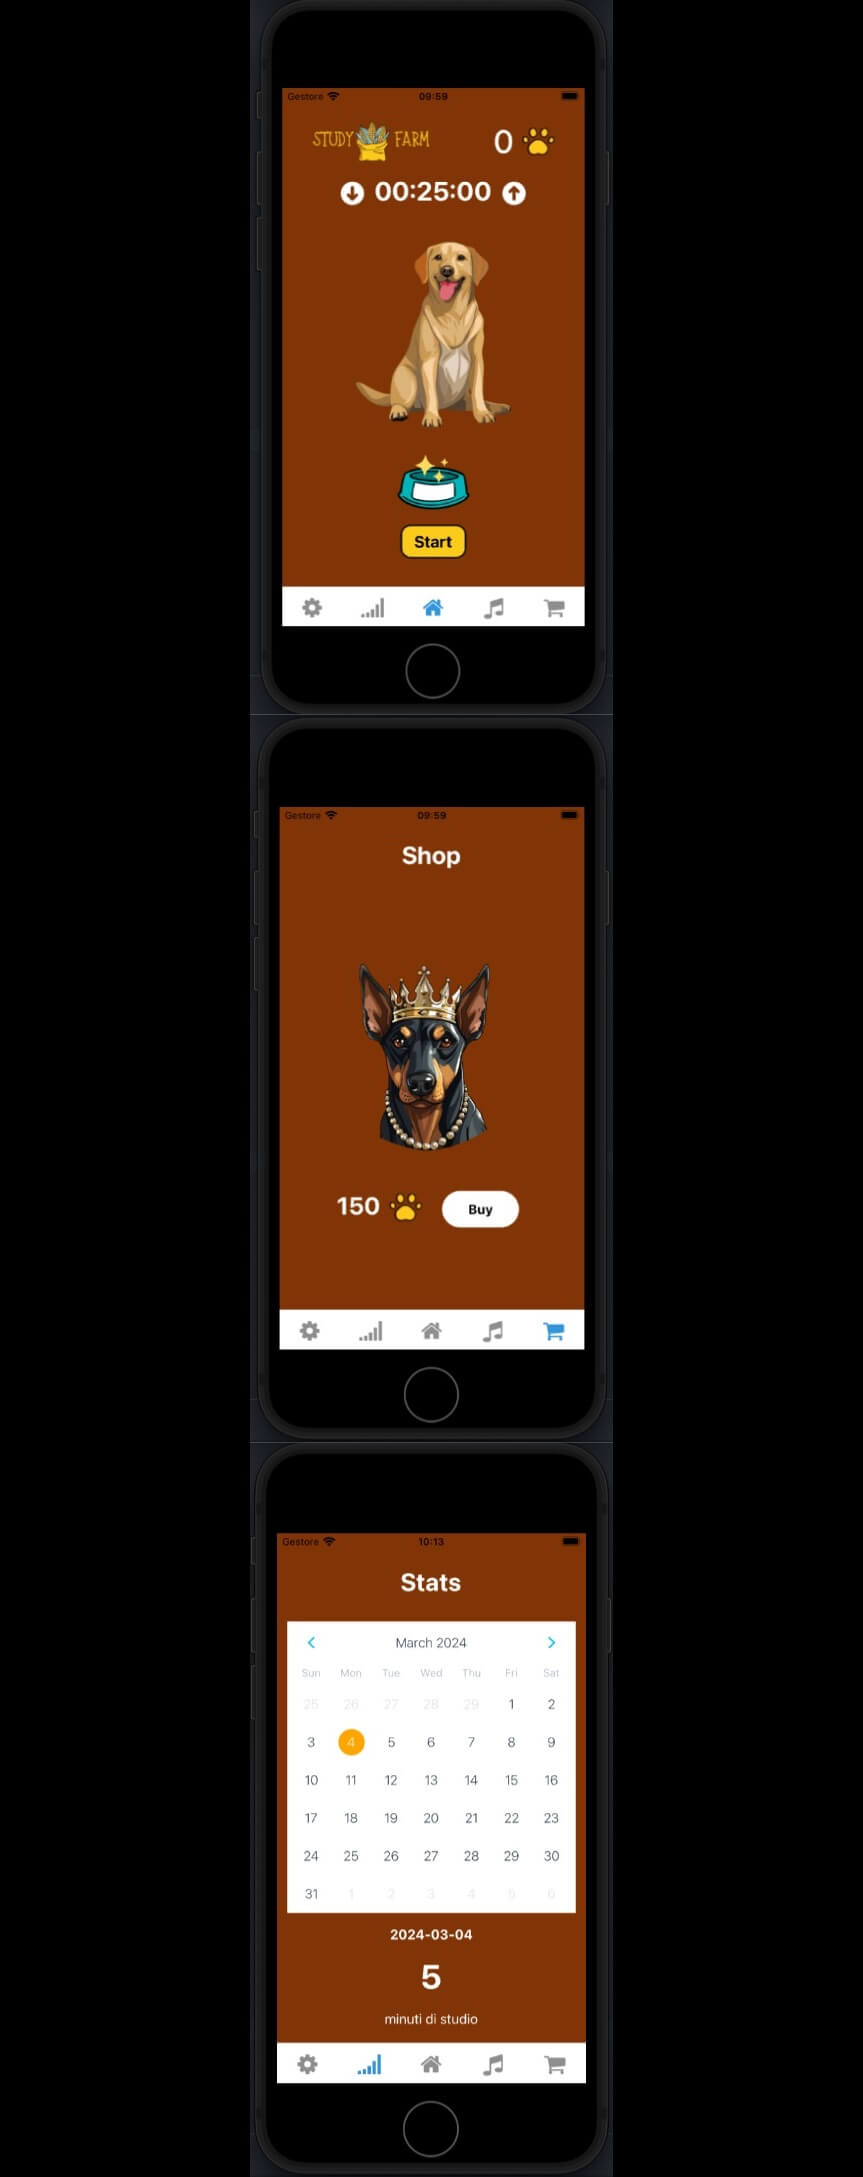 Gestore 09:59
STUDY FARM 0
00:25:00
Start
Gestore 09:59
Shop
150 Buy
Gestore 10:13
Stats
March 2024
Sun Mon Tue Wed Thu Fri Sat
25 26 27 28 29 1 2
3 4 5 6 7 8 9
10 11 12 13 14 15 16
17 18 19 20 21 22 23
24 25 26 27 28 29 30
31 1 2 3 4 5 6
2024-03-04
5
minuti di studio